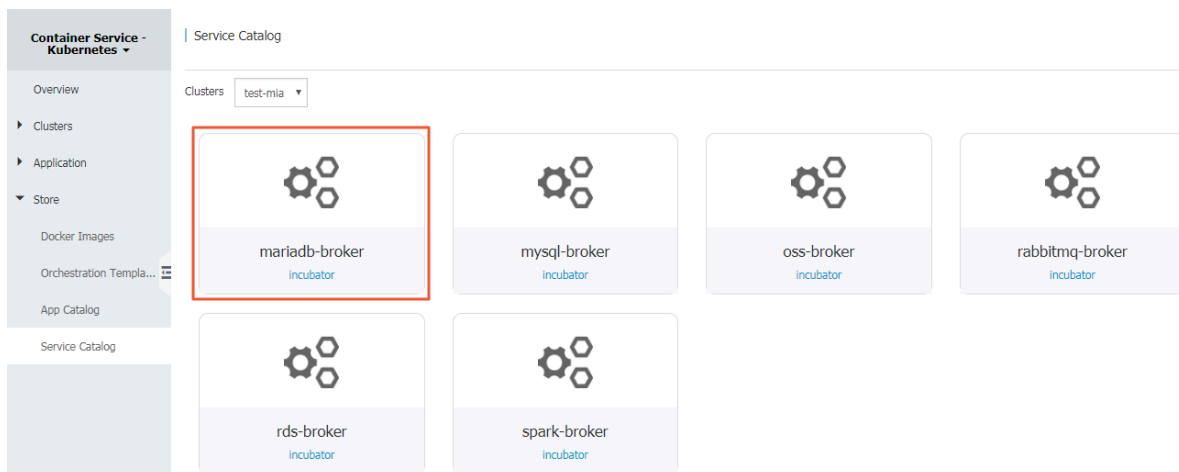 Container Service -
Kubernetes
Overview
Clusters
Application
Store
Docker Images
Orchestration Templa...
App Catalog
Service Catalog
Service Catalog
Clusters
test-mia
mariadb-broker
incubator
mysql-broker
incubator
oss-broker
incubator
rabbitmq-broker
incubator
rds-broker
incubator
spark-broker
incubator